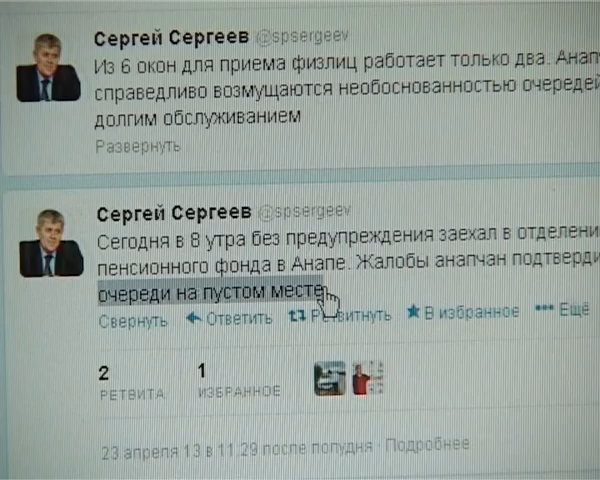 Сергей Сергеев @spsergeev
Из 6 окон для приема физлиц работает только два. Анап
справедливо возмущаются необоснованностью очередей
долгим обслуживанием
Развернуть
Сергей Сергеев @spsergeev
Сегодня в 8 утра без предупреждения заехал в отделени
пенсионного фонда в Анапе. Жалобы анапчан подтверди
очереди на пустом месте
Свернуть Ответить Ретвитнуть В избранное Ещё
2 1
РЕТВИТА ИЗБРАННОЕ
23 апреля 13 в 11:29 после полудня · Подробнее